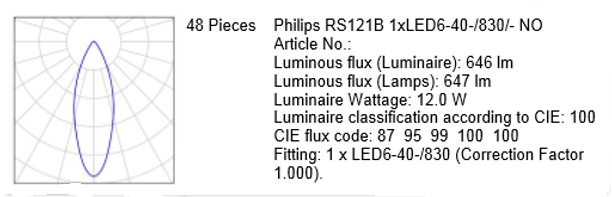 48 Pieces Philips RS121B 1xLED6-40-/830/- NO
Article No.:
Luminous flux (Luminaire): 646 lm
Luminous flux (Lamps): 647 lm
Luminaire Wattage: 12.0 W
Luminaire classification according to CIE: 100
CIE flux code: 87 95 99 100 100
Fitting: 1 x LED6-40-/830 (Correction Factor
1.000).